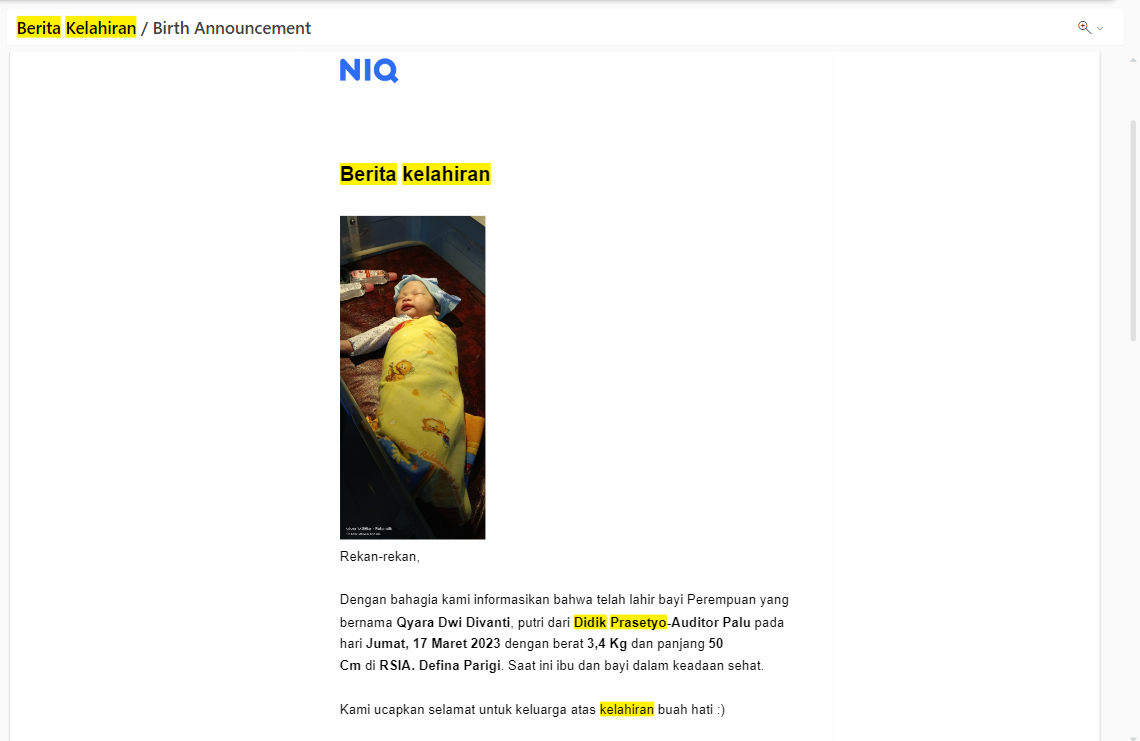 Berita Kelahiran / Birth Announcement
NIQ
Berita kelahiran
Rekan-rekan,
Dengan bahagia kami informasikan bahwa telah lahir bayi Perempuan yang
bernama Qyara Dwi Divanti, putri dari Didik Prasetyo-Auditor Palu pada
hari Jumat, 17 Maret 2023 dengan berat 3,4 Kg dan panjang 50
Cm di RSIA. Defina Parigi. Saat ini ibu dan bayi dalam keadaan sehat.
Kami ucapkan selamat untuk keluarga atas kelahiran buah hati :)